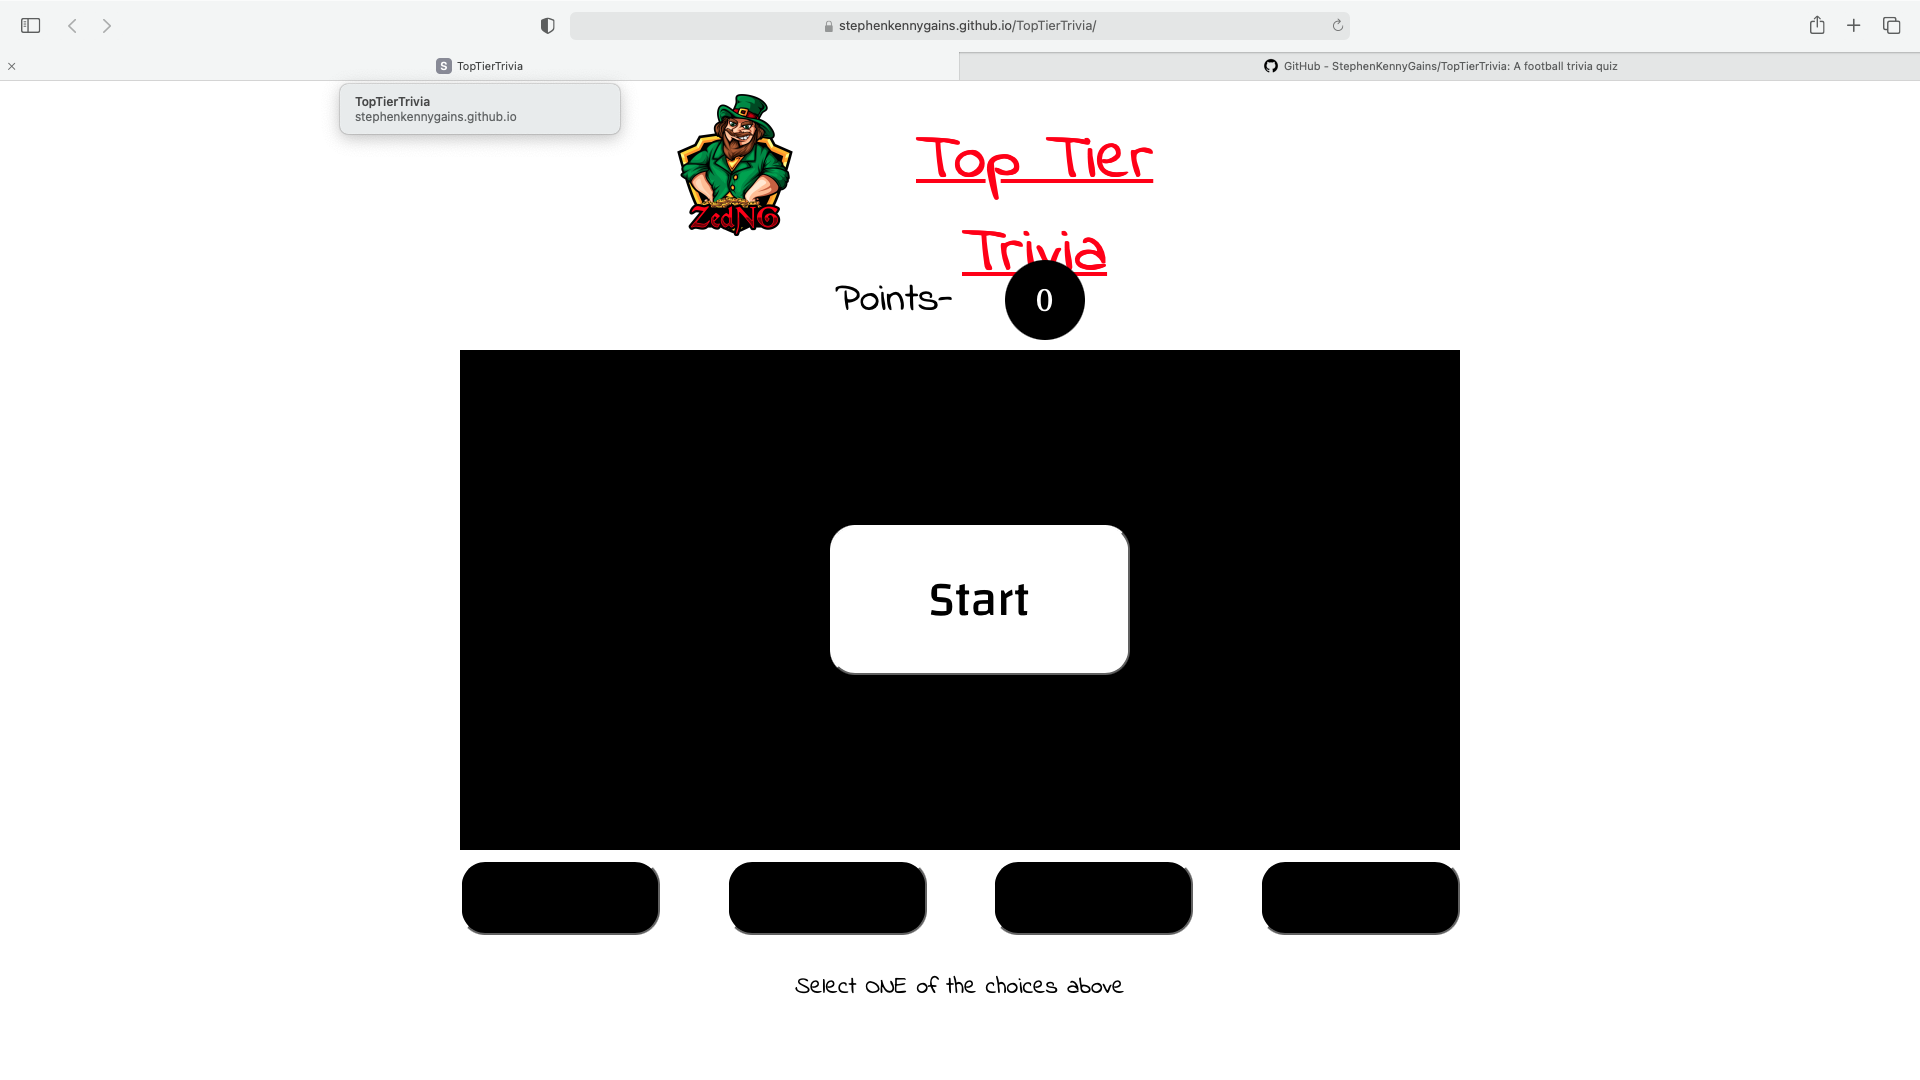 stephenkennygains.github.io/TopTierTrivia/
S TopTierTrivia
GitHub - StephenKennyGains/TopTierTrivia: A football trivia quiz
TopTierTrivia
stephenkennygains.github.io
ZedNG
Top Tier
Trivia
Points-
0
Start
Select ONE of the choices above